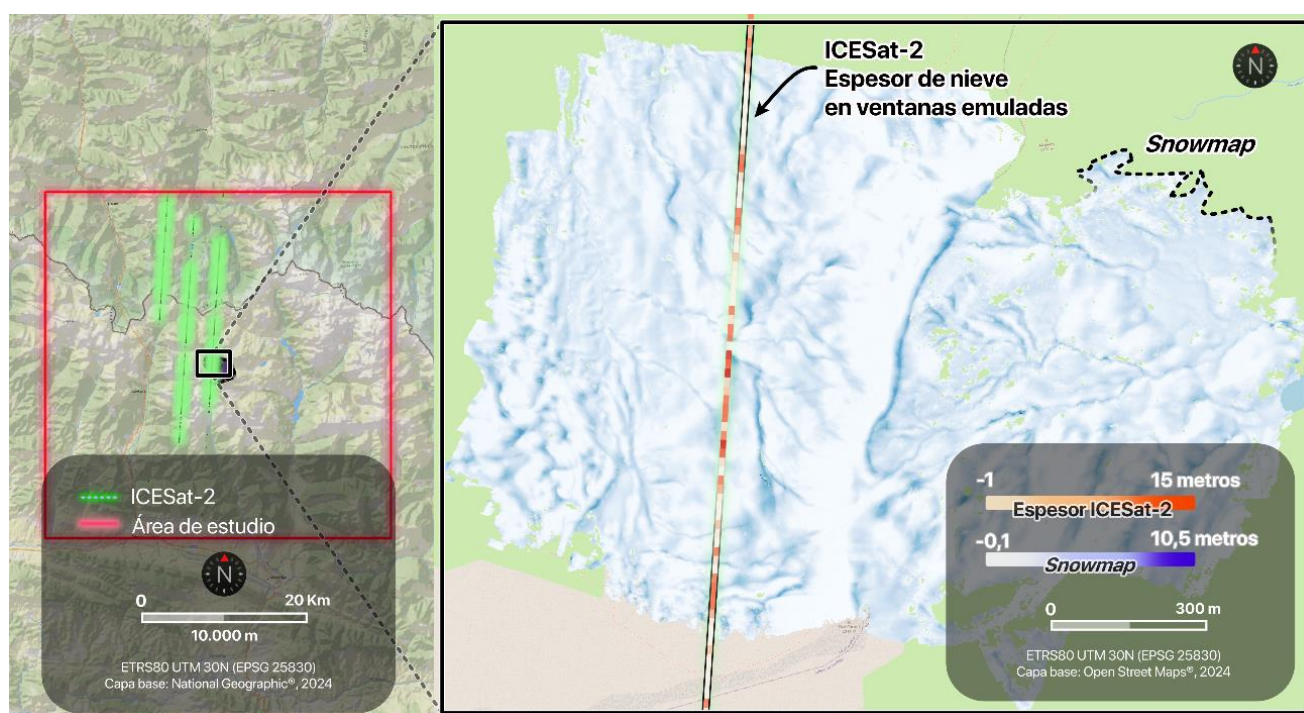 ICESat-2
Área de estudio
N
0 20 Km
10.000 m
ETRS80 UTM 30N (EPSG 25830)
Capa base: National Geographic®, 2024
ICESat-2
Espesor de nieve
en ventanas emuladas
N
Snowmap
-1 15 metros
Espesor ICESat-2
-0,1 10,5 metros
Snowmap
0 300 m
ETRS80 UTM 30N (EPSG 25830)
Capa base: Open Street Maps®, 2024